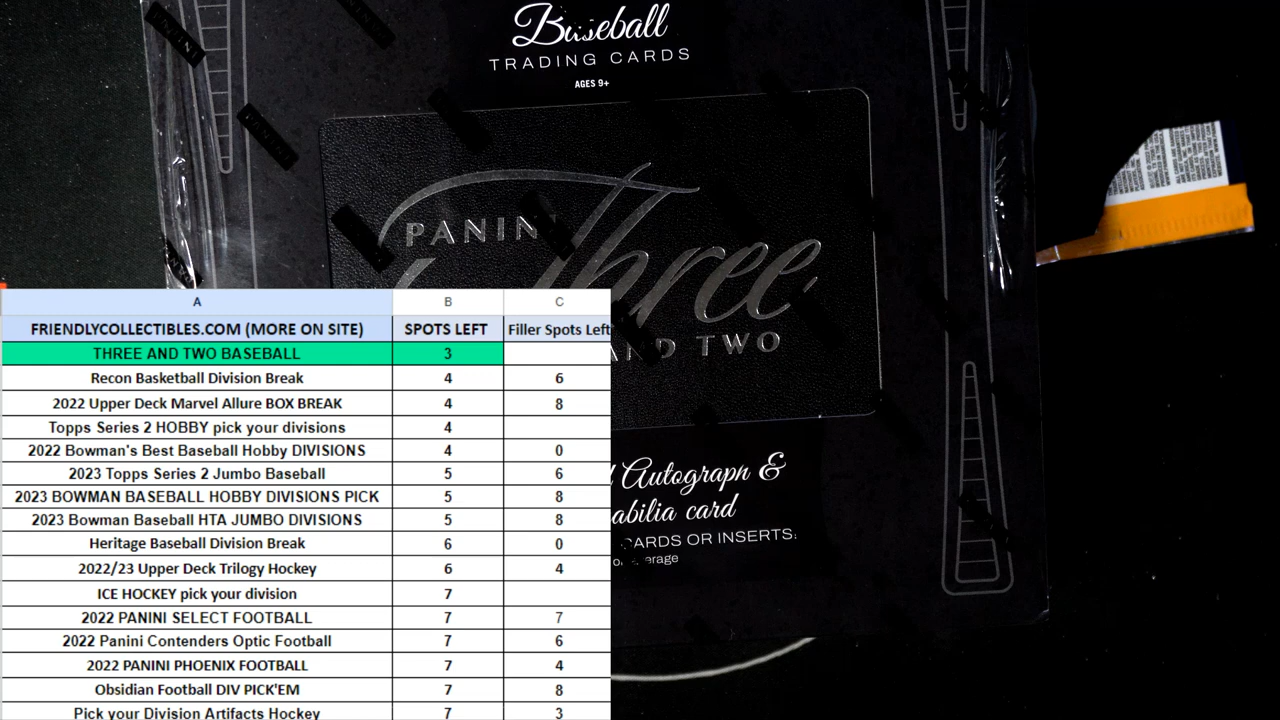 Baseball
TRADING CARDS
AGES 9+
PANINI
Three
AND TWO
Autograph &
abilia card
CARDS OR INSERTS.
erage
PANINI
PANINI
A B C
FRIENDLYCOLLECTIBLES.COM (MORE ON SITE) SPOTS LEFT Filler Spots Left
THREE AND TWO BASEBALL 3
Recon Basketball Division Break 4 6
2022 Upper Deck Marvel Allure BOX BREAK 4 8
Topps Series 2 HOBBY pick your divisions 4
2022 Bowman's Best Baseball Hobby DIVISIONS 4 0
2023 Topps Series 2 Jumbo Baseball 5 6
2023 BOWMAN BASEBALL HOBBY DIVISIONS PICK 5 8
2023 Bowman Baseball HTA JUMBO DIVISIONS 5 8
Heritage Baseball Division Break 6 0
2022/23 Upper Deck Trilogy Hockey 6 4
ICE HOCKEY pick your division 7
2022 PANINI SELECT FOOTBALL 7 7
2022 Panini Contenders Optic Football 7 6
2022 PANINI PHOENIX FOOTBALL 7 4
Obsidian Football DIV PICK'EM 7 8
Pick your Division Artifacts Hockey 7 3